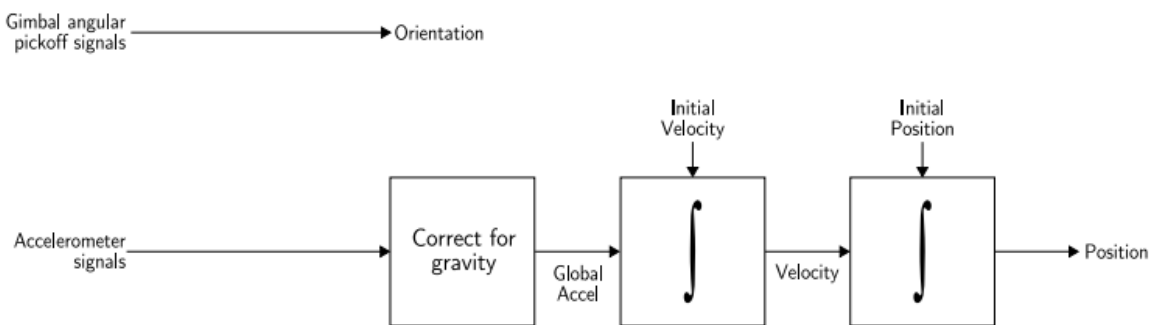 Gimbal angular
pickoff signals
Orientation
Initial
Velocity
Initial
Position
Accelerometer
signals
Correct for
gravity
Global
Accel
∫
Velocity
∫
Position